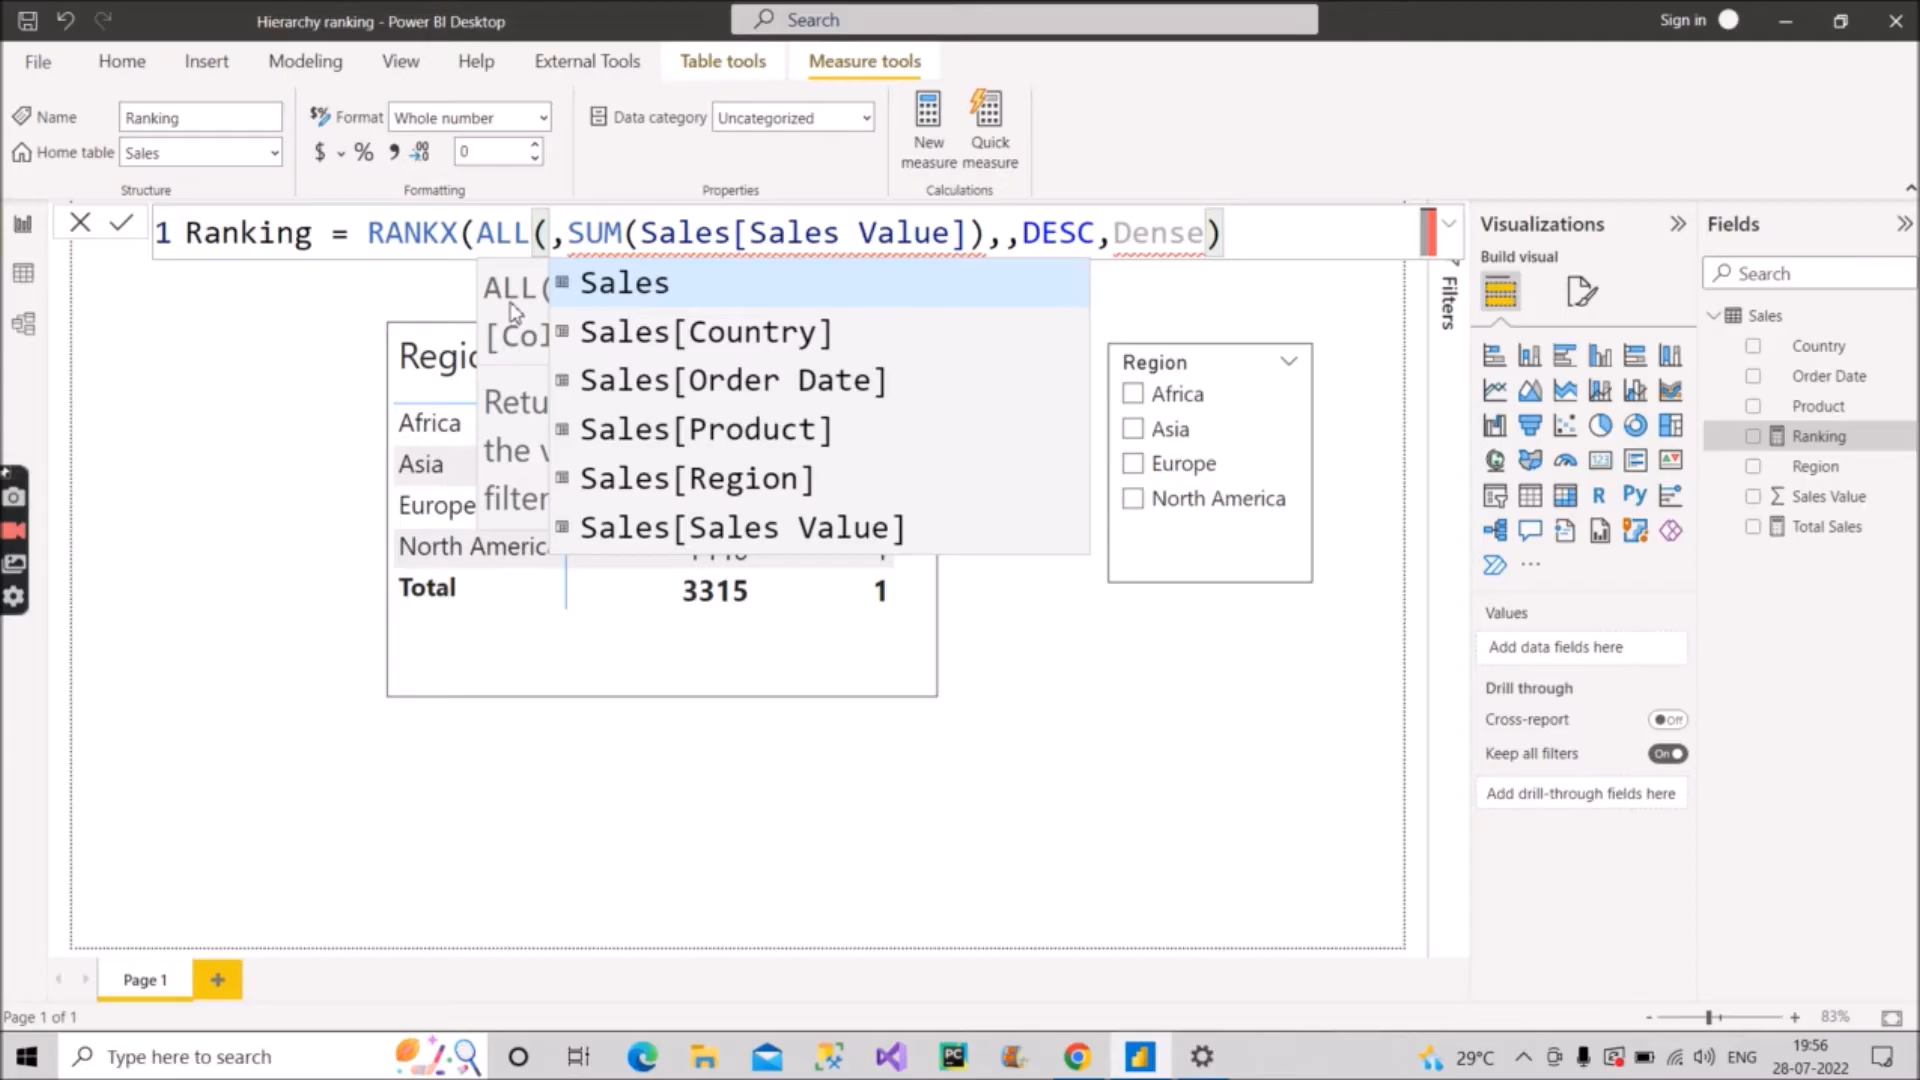 Hierarchy ranking - Power BI Desktop
Search
Sign in
File
Home
Insert
Modeling
View
Help
External Tools
Table tools
Measure tools
Name
Ranking
Format
Whole number
Data category
Uncategorized
Home table
Sales
$
%
0
New measure
Quick measure
Structure
Formatting
Properties
Calculations
1 Ranking = RANKX(ALL(,SUM(Sales[Sales Value]),,DESC,Dense)
ALL(
[Co
Retu
the v
filter
Sales
Sales[Country]
Sales[Order Date]
Sales[Product]
Sales[Region]
Sales[Sales Value]
Regio
Africa
Asia
Europe
North America
Total
3315
1
Region
Africa
Asia
Europe
North America
Filters
Visualizations
Build visual
R
Py
Values
Add data fields here
Drill through
Cross-report
Off
Keep all filters
On
Add drill-through fields here
Fields
Search
Sales
Country
Order Date
Product
Ranking
Region
Sales Value
Total Sales
Page 1
Page 1 of 1
83%
Type here to search
PC
29°C
ENG
19:56
28-07-2022